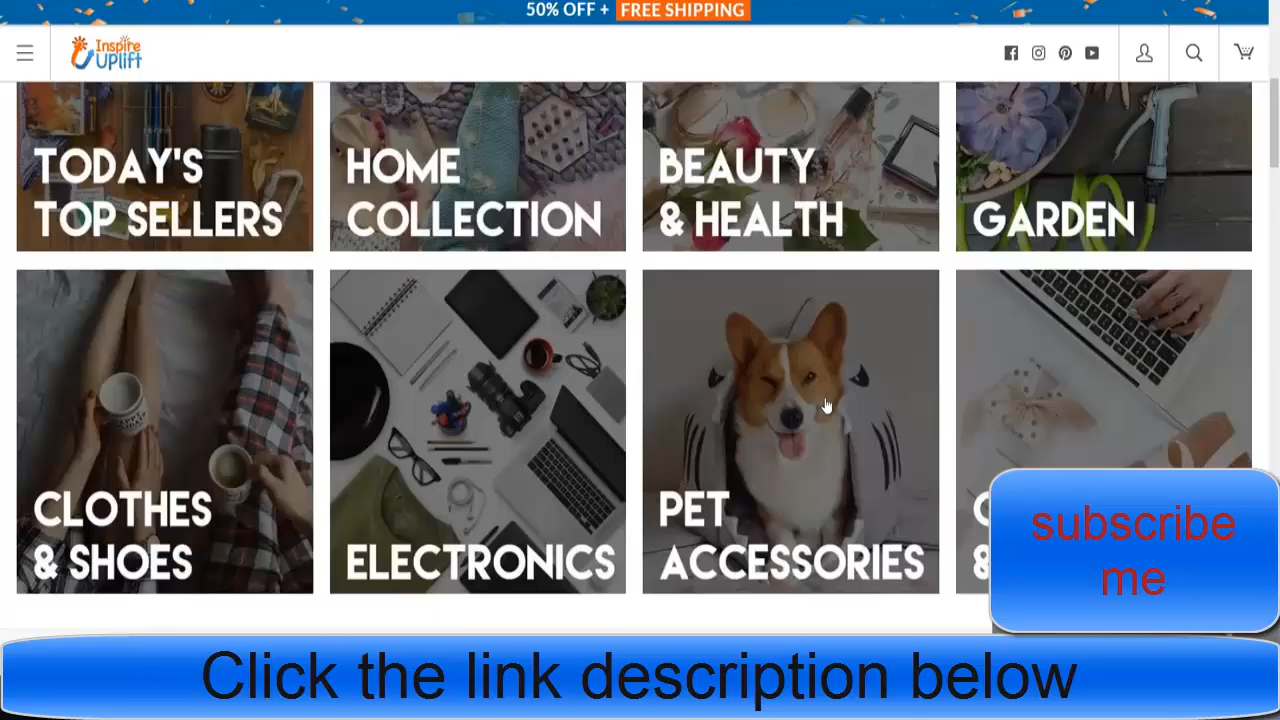 50% OFF + FREE SHIPPING
Inspire
Uplift
TODAY'S
TOP SELLERS
HOME
COLLECTION
BEAUTY
& HEALTH
GARDEN
CLOTHES
& SHOES
ELECTRONICS
PET
ACCESSORIES
&
subscribe
me
Click the link description below